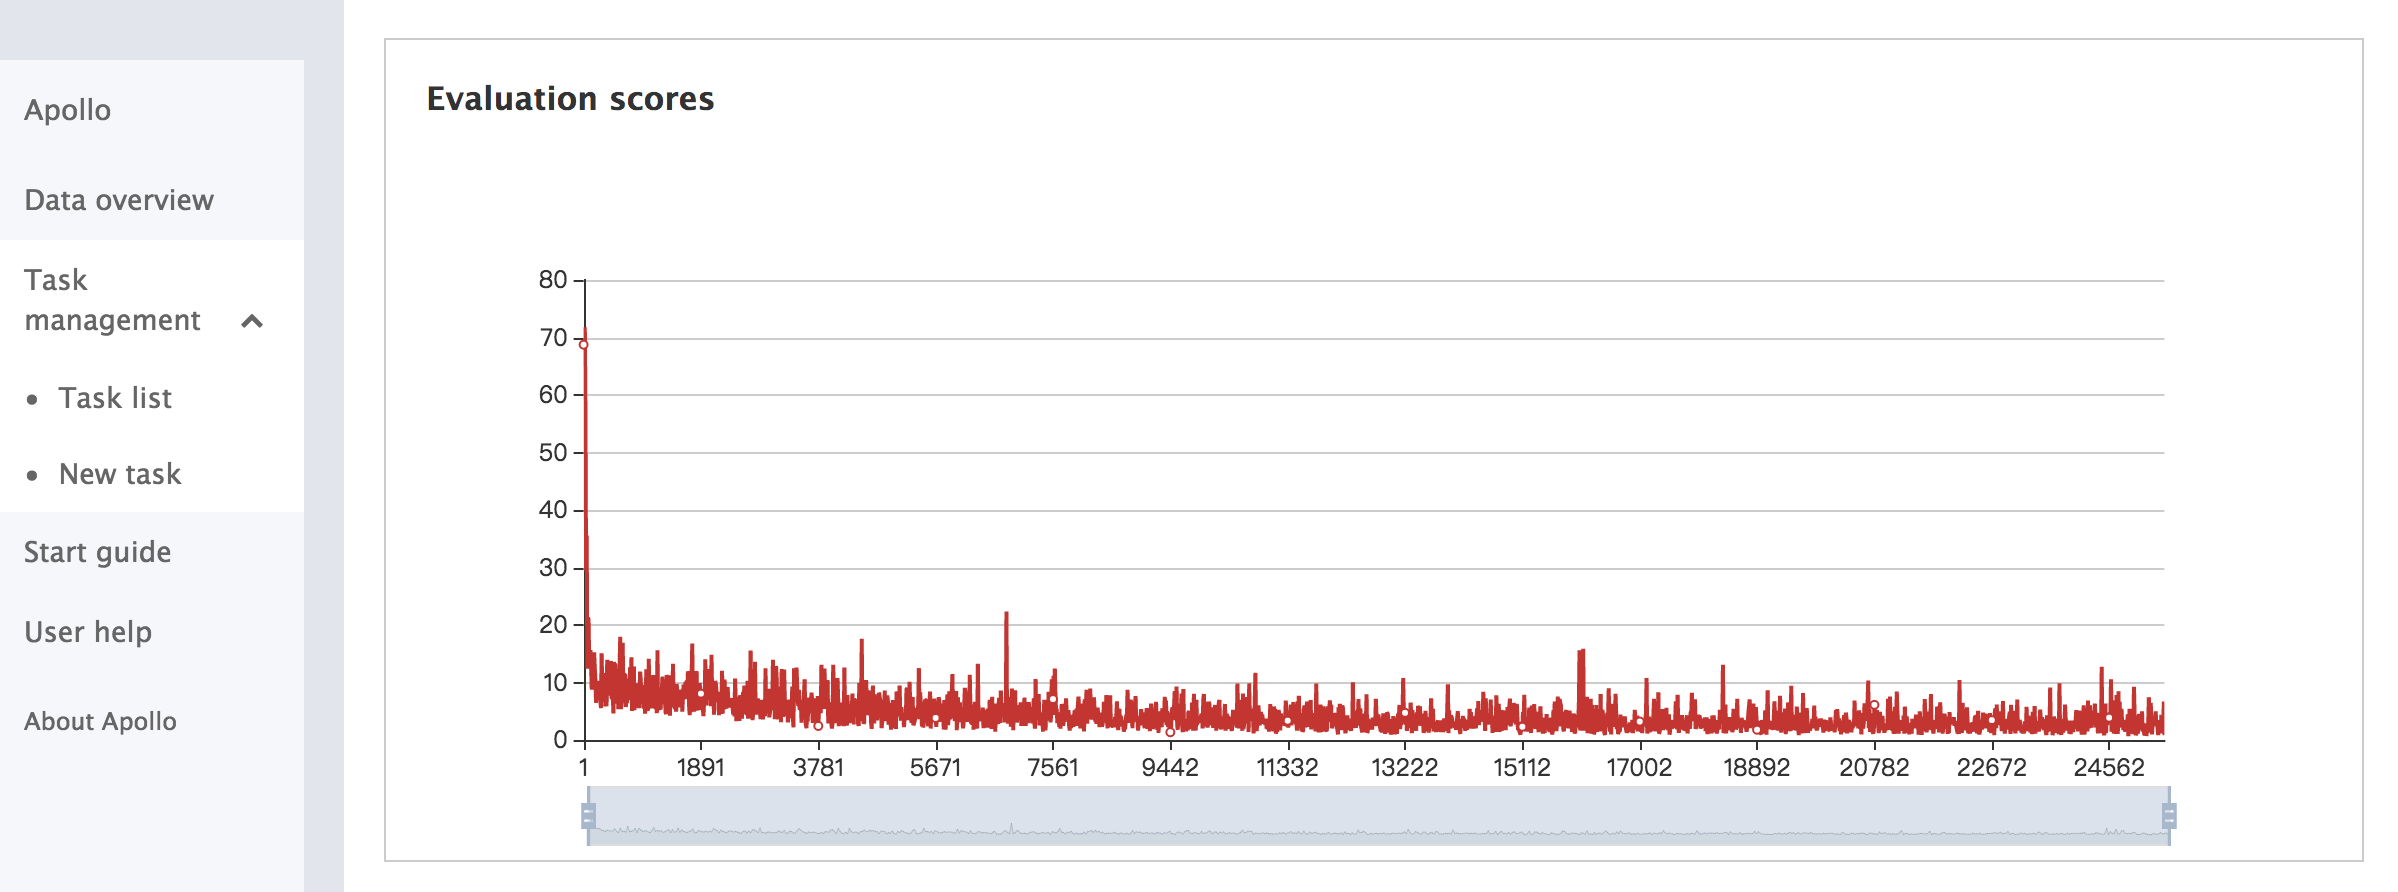 Apollo
Data overview
Task
management
• Task list
• New task
Start guide
User help
About Apollo
Evaluation scores
80
70
60
50
40
30
20
10
0
1 1891 3781 5671 7561 9442 11332 13222 15112 17002 18892 20782 22672 24562